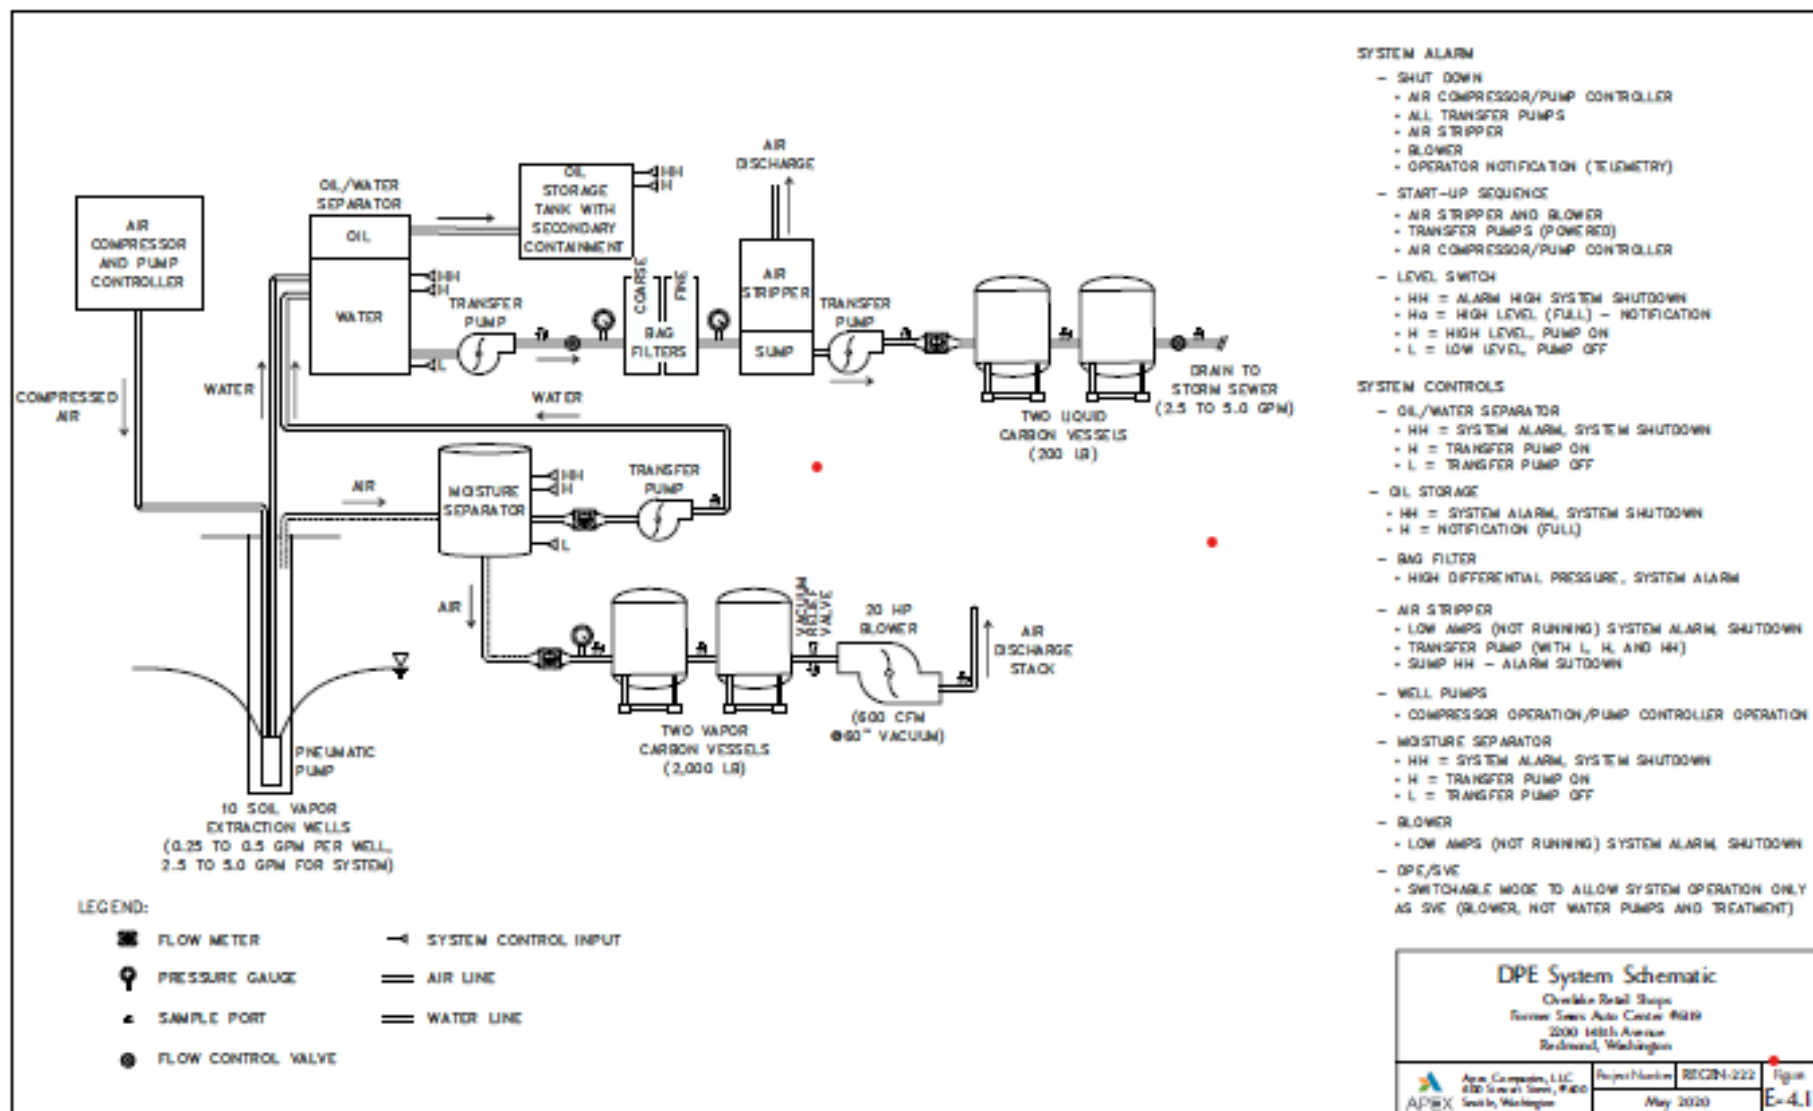 AIR
COMPRESSOR
AND PUMP
CONTROLLER
OIL/WATER
SEPARATOR
OIL
WATER
HH
H
L
OIL
STORAGE
TANK WITH
SECONDARY
CONTAINMENT
HH
H
AIR
DISCHARGE
TRANSFER
PUMP
COARSE
FINE
BAG
FILTERS
AIR
STRIPPER
SUMP
TRANSFER
PUMP
TWO LIQUID
CARBON VESSELS
(200 LB)
DRAIN TO
STORM SEWER
(2.5 TO 5.0 GPM)
COMPRESSED
AIR
WATER
WATER
AIR
MOISTURE
SEPARATOR
HH
H
L
TRANSFER
PUMP
AIR
VACUUM
RELIEF
VALVE
20 HP
BLOWER
AIR
DISCHARGE
STACK
(600 CFM
@60" VACUUM)
TWO VAPOR
CARBON VESSELS
(2,000 LB)
PNEUMATIC
PUMP
10 SOIL VAPOR
EXTRACTION WELLS
(0.25 TO 0.5 GPM PER WELL,
2.5 TO 5.0 GPM FOR SYSTEM)
LEGEND:
FLOW METER
PRESSURE GAUGE
SAMPLE PORT
FLOW CONTROL VALVE
SYSTEM CONTROL INPUT
AIR LINE
WATER LINE
SYSTEM ALARM
- SHUT DOWN
• AIR COMPRESSOR/PUMP CONTROLLER
• ALL TRANSFER PUMPS
• AIR STRIPPER
• BLOWER
• OPERATOR NOTIFICATION (TELEMETRY)
- START-UP SEQUENCE
• AIR STRIPPER AND BLOWER
• TRANSFER PUMPS (POWERED)
• AIR COMPRESSOR/PUMP CONTROLLER
- LEVEL SWITCH
• HH = ALARM HIGH SYSTEM SHUTDOWN
• Ha = HIGH LEVEL (FULL) - NOTIFICATION
• H = HIGH LEVEL, PUMP ON
• L = LOW LEVEL, PUMP OFF
SYSTEM CONTROLS
- OIL/WATER SEPARATOR
• HH = SYSTEM ALARM, SYSTEM SHUTDOWN
• H = TRANSFER PUMP ON
• L = TRANSFER PUMP OFF
- OIL STORAGE
• HH = SYSTEM ALARM, SYSTEM SHUTDOWN
• H = NOTIFICATION (FULL)
- BAG FILTER
• HIGH DIFFERENTIAL PRESSURE, SYSTEM ALARM
- AIR STRIPPER
• LOW AMPS (NOT RUNNING) SYSTEM ALARM, SHUTDOWN
• TRANSFER PUMP (WITH L, H, AND HH)
• SUMP HH - ALARM SUTDOWN
- WELL PUMPS
• COMPRESSOR OPERATION/PUMP CONTROLLER OPERATION
- MOISTURE SEPARATOR
• HH = SYSTEM ALARM, SYSTEM SHUTDOWN
• H = TRANSFER PUMP ON
• L = TRANSFER PUMP OFF
- BLOWER
• LOW AMPS (NOT RUNNING) SYSTEM ALARM, SHUTDOWN
- DPE/SVE
• SWITCHABLE MODE TO ALLOW SYSTEM OPERATION ONLY
AS SVE (BLOWER, NOT WATER PUMPS AND TREATMENT)
DPE System Schematic
Overlake Retail Shops
Former Sears Auto Center
Avenue
Redmond, Washington
APEX
Apex Companies, LLC
Seattle, Washington
Project Number
May 2020
Figure
E-4.1